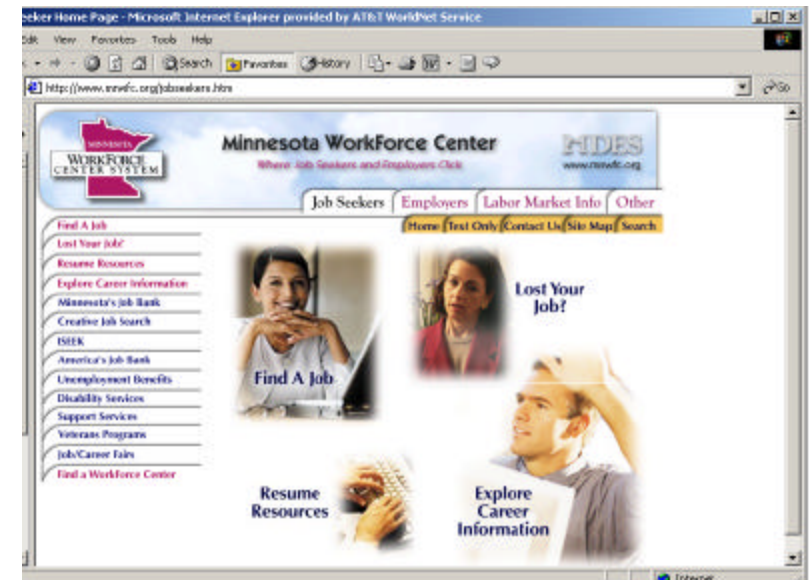 eeker Home Page - Microsoft Internet Explorer provided by AT&T WorldNet Service
Edit View Favorites Tools Help
Search Favorites History
http://www.mnwfc.org/jobseekers.htm Go
MINNESOTA
WORKFORCE
CENTER SYSTEM
Minnesota WorkForce Center
Where Job Seekers and Employers Click
MDES
www.mnwfc.org
Job Seekers Employers Labor Market Info Other
Home Text Only Contact Us Site Map Search
Find A Job
Lost Your Job?
Resume Resources
Explore Career Information
Minnesota's Job Bank
Creative Job Search
ISEEK
America's Job Bank
Unemployment Benefits
Disability Services
Support Services
Veterans Programs
Job/Career Fairs
Find a WorkForce Center
Find A Job
Lost Your
Job?
Resume
Resources
Explore
Career
Information
Internet